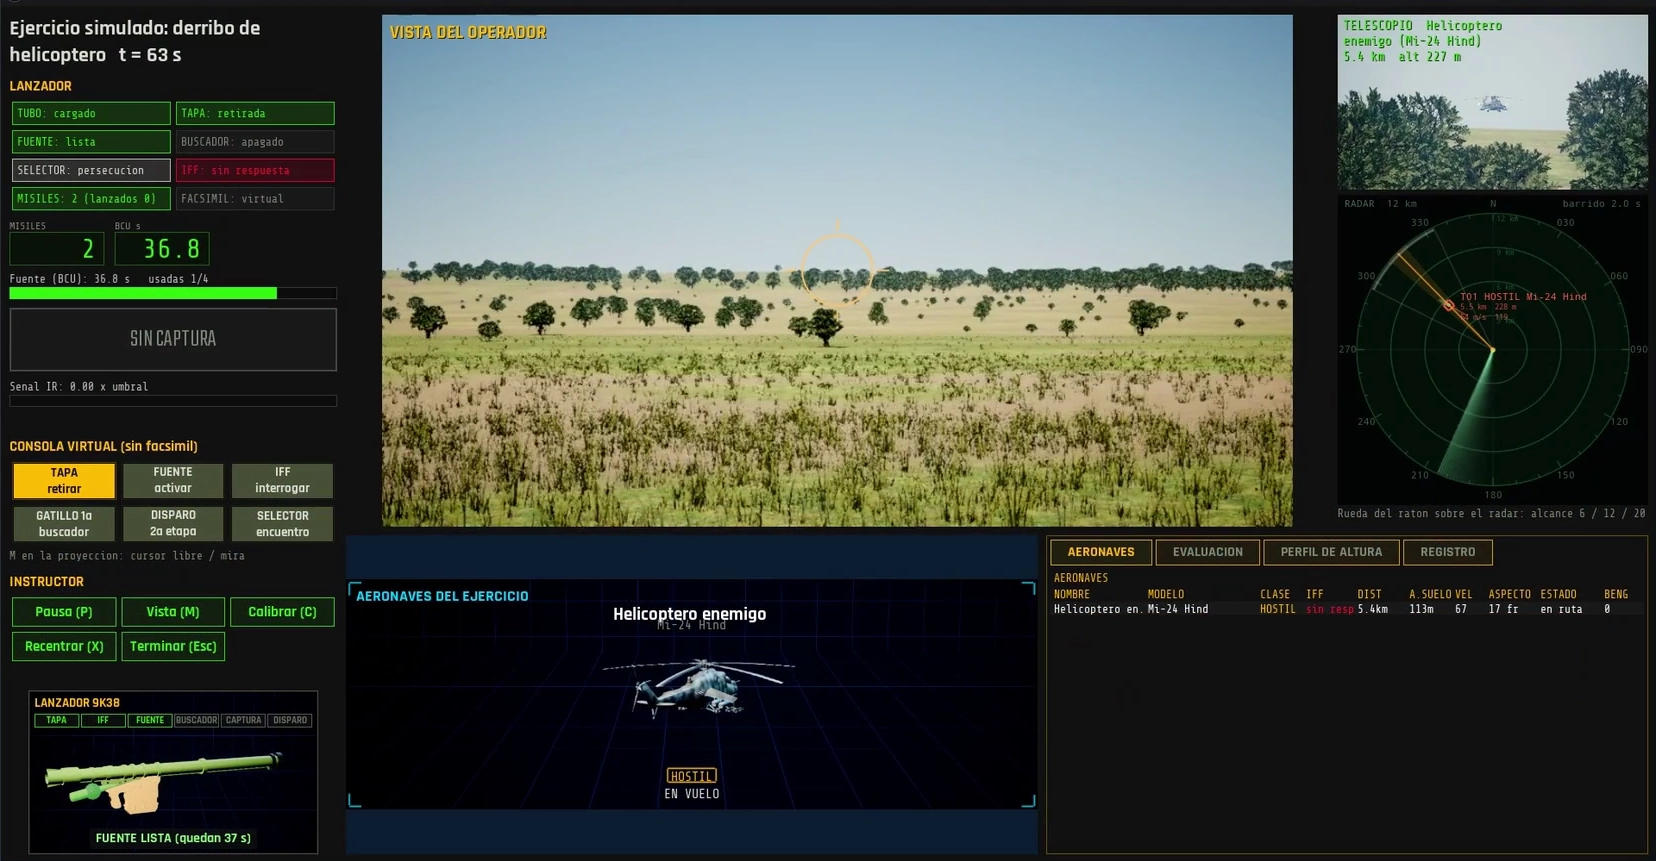 Ejercicio simulado: derribo de
helicoptero t = 63 s
LANZADOR
TUBO: cargado
TAPA: retirada
FUENTE: lista
BUSCADOR: apagado
SELECTOR: persecucion
IFF: sin respuesta
MISILES: 2 (lanzados 0)
FACSIMIL: virtual
MISILES
BCU s
2
36.8
Fuente (BCU): 36.8 s usadas 1/4
SIN CAPTURA
Senal IR: 0.00 x umbral
CONSOLA VIRTUAL (sin facsimil)
TAPA
retirar
FUENTE
activar
IFF
interrogar
GATILLO 1a
buscador
DISPARO
2a etapa
SELECTOR
encuentro
M en la proyeccion: cursor libre / mira
INSTRUCTOR
Pausa (P)
Vista (M)
Calibrar (C)
Recentrar (X)
Terminar (Esc)
LANZADOR 9K38
TAPA
IFF
FUENTE
BUSCADOR
CAPTURA
DISPARO
FUENTE LISTA (quedan 37 s)
VISTA DEL OPERADOR
AERONAVES DEL EJERCICIO
Helicoptero enemigo
Mi-24 Hind
HOSTIL
EN VUELO
TELESCOPIO Helicoptero
enemigo (Mi-24 Hind)
5.4 km alt 227 m
RADAR 12 km
N
barrido 2.0 s
330
12 km
030
9 km
300
060
T01 HOSTIL Mi-24 Hind
5.5 km 228 m
270
090
240
120
210
150
180
Rueda del raton sobre el radar: alcance 6 / 12 / 20
AERONAVES
EVALUACION
PERFIL DE ALTURA
REGISTRO
AERONAVES
NOMBRE MODELO CLASE IFF DIST A.SUELO VEL ASPECTO ESTADO BENG
Helicoptero en. Mi-24 Hind HOSTIL sin resp 5.4km 113m 67 17 fr en ruta 0